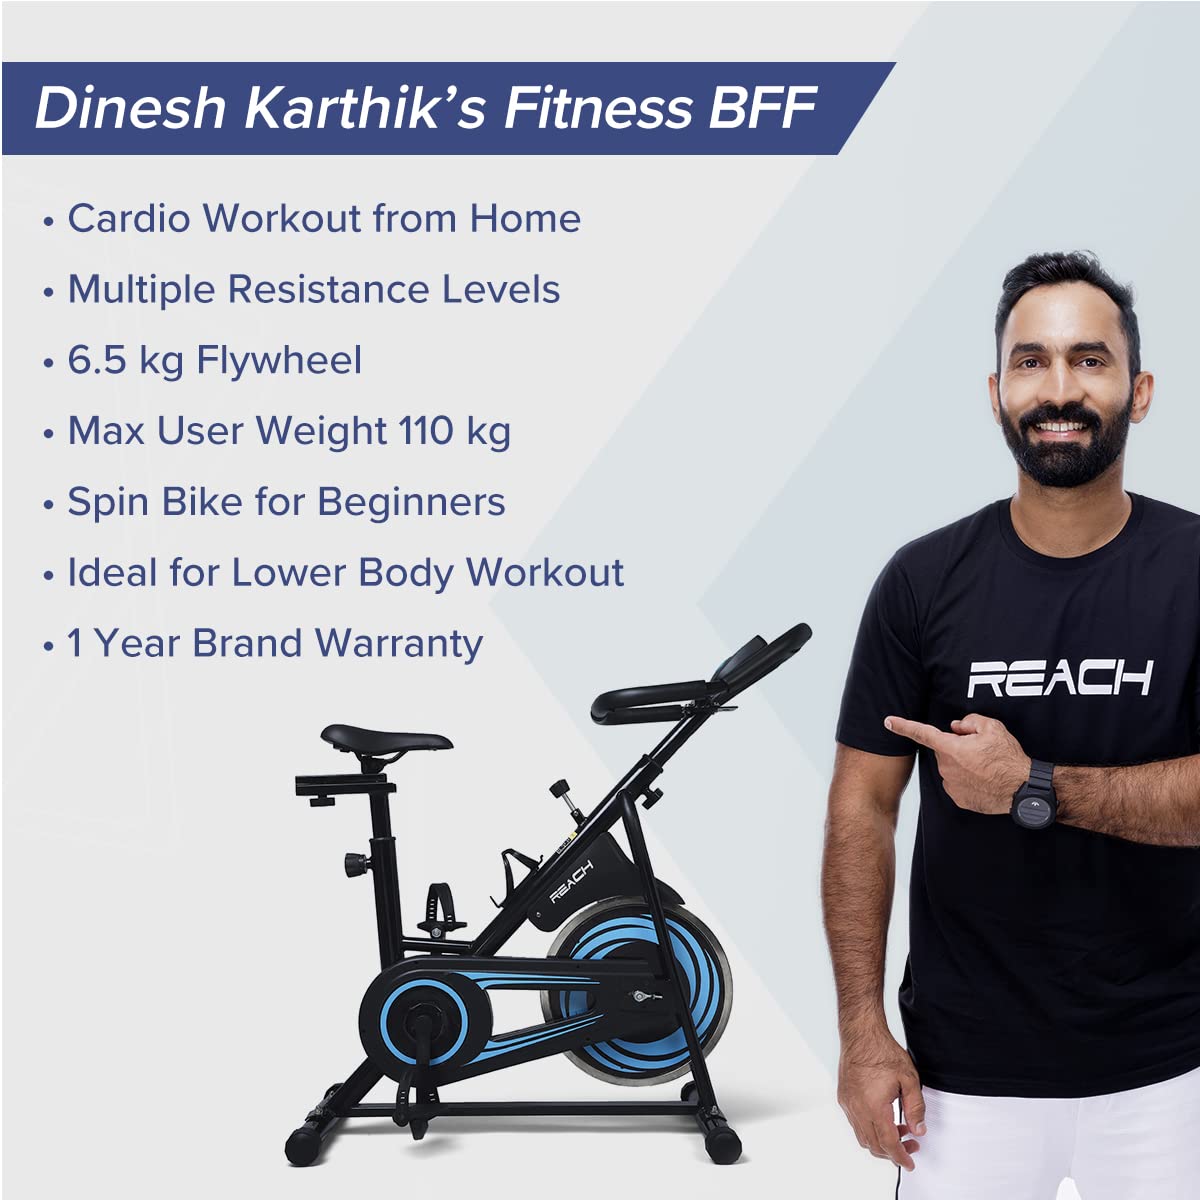 Dinesh Karthik’s Fitness BFF
• Cardio Workout from Home
• Multiple Resistance Levels
• 6.5 kg Flywheel
• Max User Weight 110 kg
• Spin Bike for Beginners
• Ideal for Lower Body Workout
• 1 Year Brand Warranty
REACH
REACH